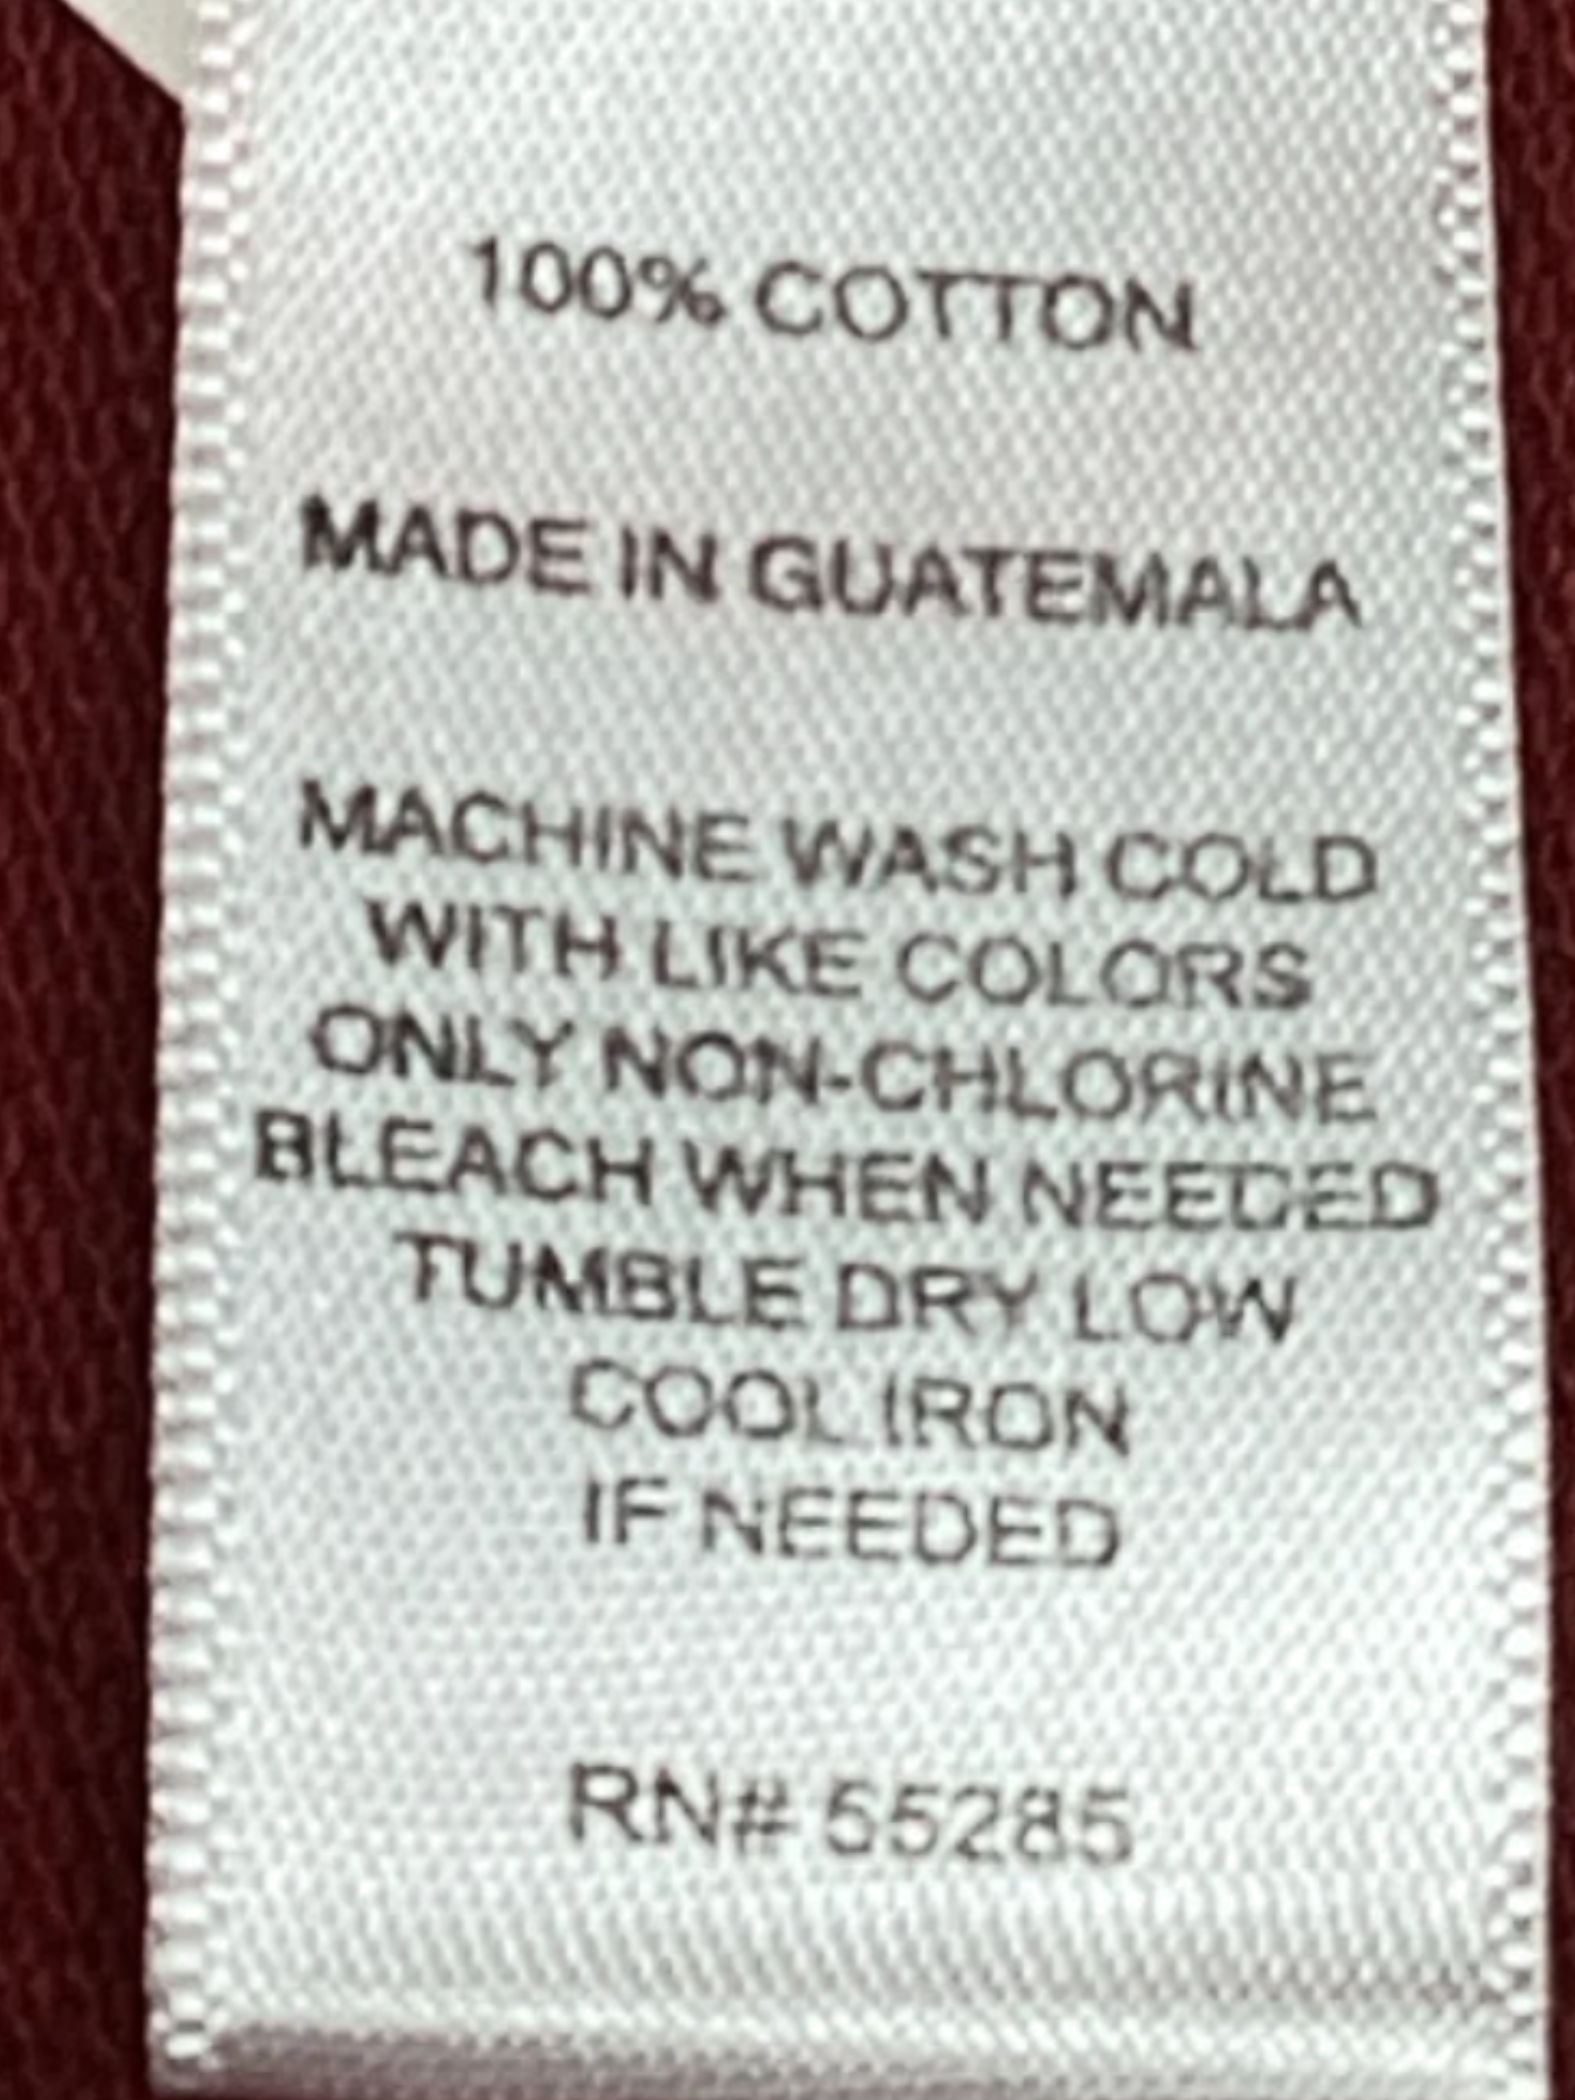 100% COTTON
MADE IN GUATEMALA
MACHINE WASH COLD
WITH LIKE COLORS
ONLY NON-CHLORINE
BLEACH WHEN NEEDED
TUMBLE DRY LOW
COOL IRON
IF NEEDED
RN# 55285